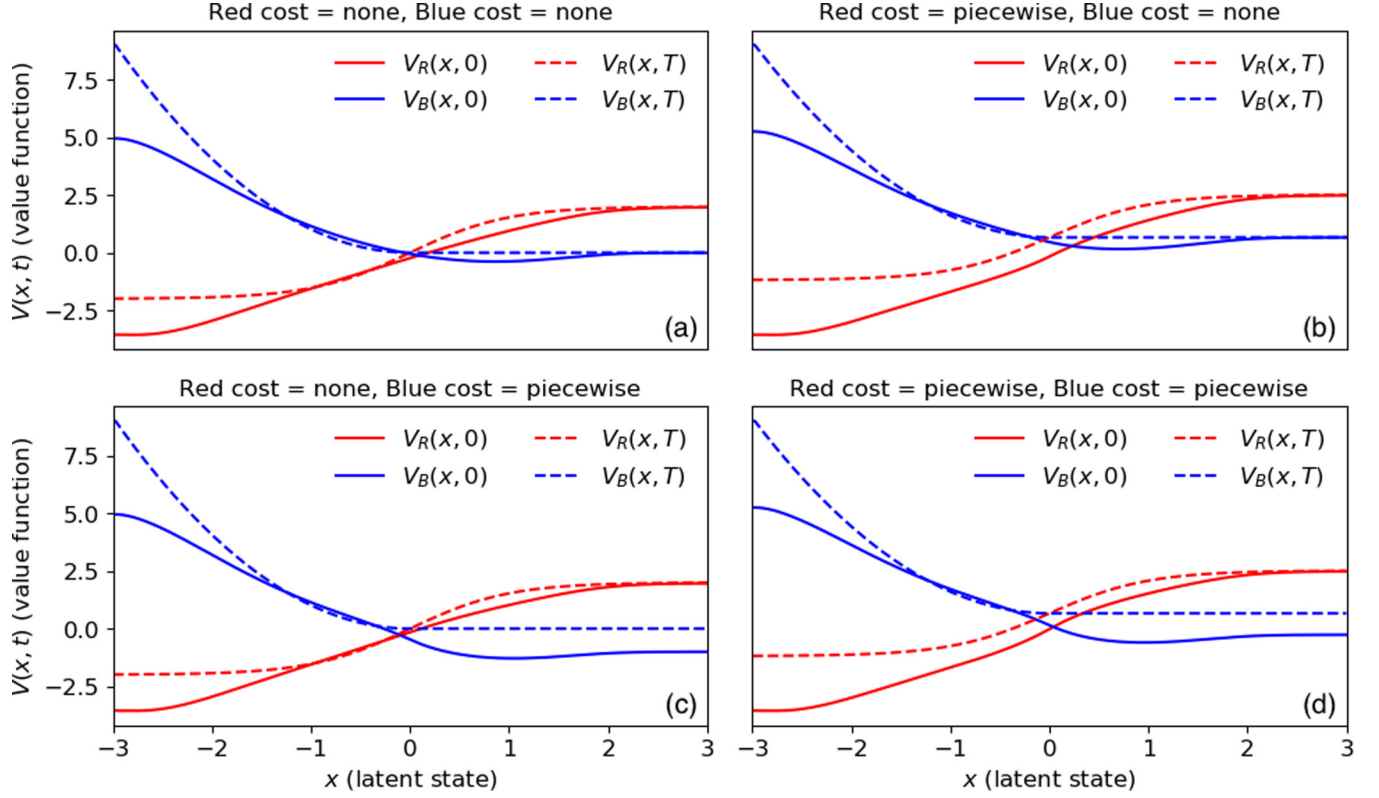 Red cost = none, Blue cost = none
V_R(x, 0) V_R(x, T)
V_B(x, 0) V_B(x, T)
7.5
5.0
2.5
0.0
−2.5
V(x, t) (value function)
(a)
Red cost = piecewise, Blue cost = none
V_R(x, 0) V_R(x, T)
V_B(x, 0) V_B(x, T)
(b)
Red cost = none, Blue cost = piecewise
V_R(x, 0) V_R(x, T)
V_B(x, 0) V_B(x, T)
7.5
5.0
2.5
0.0
−2.5
V(x, t) (value function)
(c)
−3 −2 −1 0 1 2 3
x (latent state)
Red cost = piecewise, Blue cost = piecewise
V_R(x, 0) V_R(x, T)
V_B(x, 0) V_B(x, T)
(d)
−3 −2 −1 0 1 2 3
x (latent state)